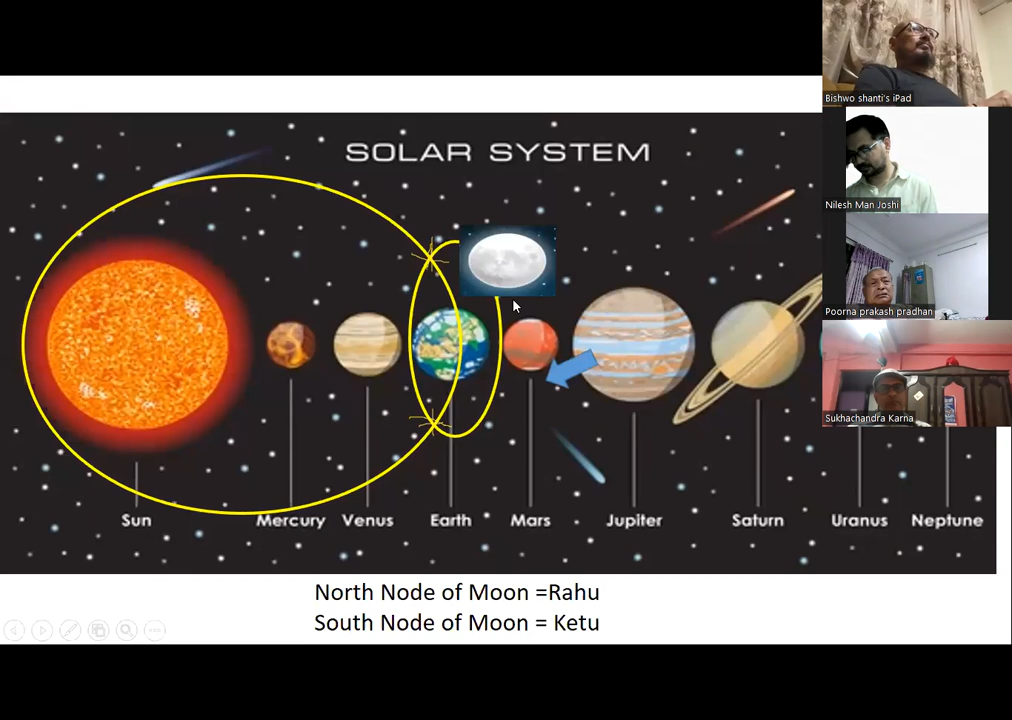 SOLAR SYSTEM
Bishwo shanti's iPad
Nilesh Man Joshi
Poorna prakash pradhan
Sukhachandra Karna
Sun
Mercury
Venus
Earth
Mars
Jupiter
Saturn
Uranus
Neptune
North Node of Moon =Rahu
South Node of Moon = Ketu